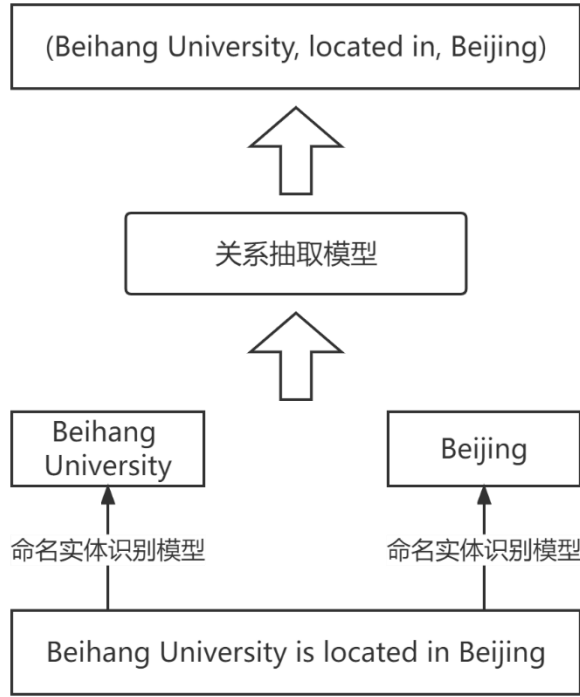 (Beihang University, located in, Beijing)
关系抽取模型
Beihang
University
Beijing
命名实体识别模型
命名实体识别模型
Beihang University is located in Beijing